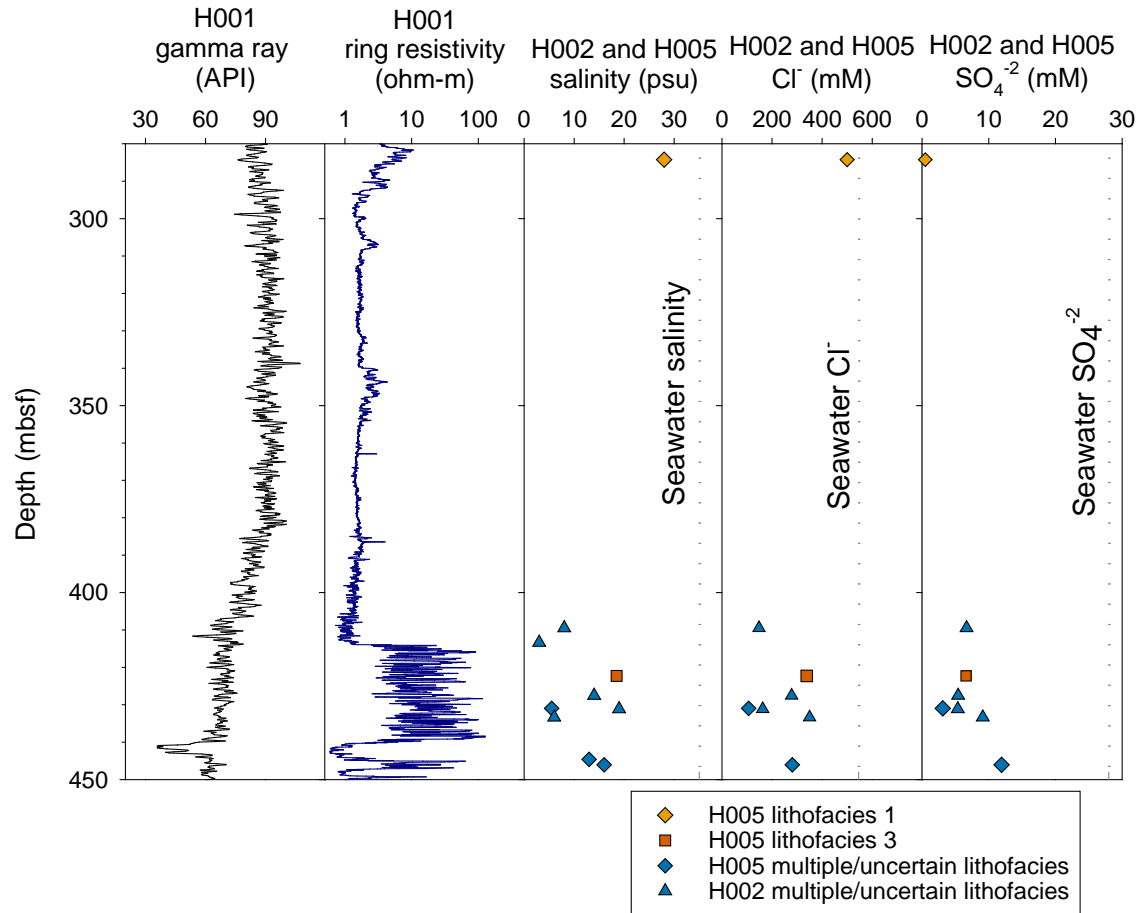 H001
gamma ray
(API)
H001
ring resistivity
(ohm-m)
H002 and H005
salinity (psu)
H002 and H005
Cl⁻ (mM)
H002 and H005
SO₄⁻² (mM)
30 60 90
1 10 100
0 10 20 30
0 200 400 600
0 10 20 30
Depth (mbsf)
300
350
400
450
Seawater salinity
Seawater Cl⁻
Seawater SO₄⁻²
H005 lithofacies 1
H005 lithofacies 3
H005 multiple/uncertain lithofacies
H002 multiple/uncertain lithofacies